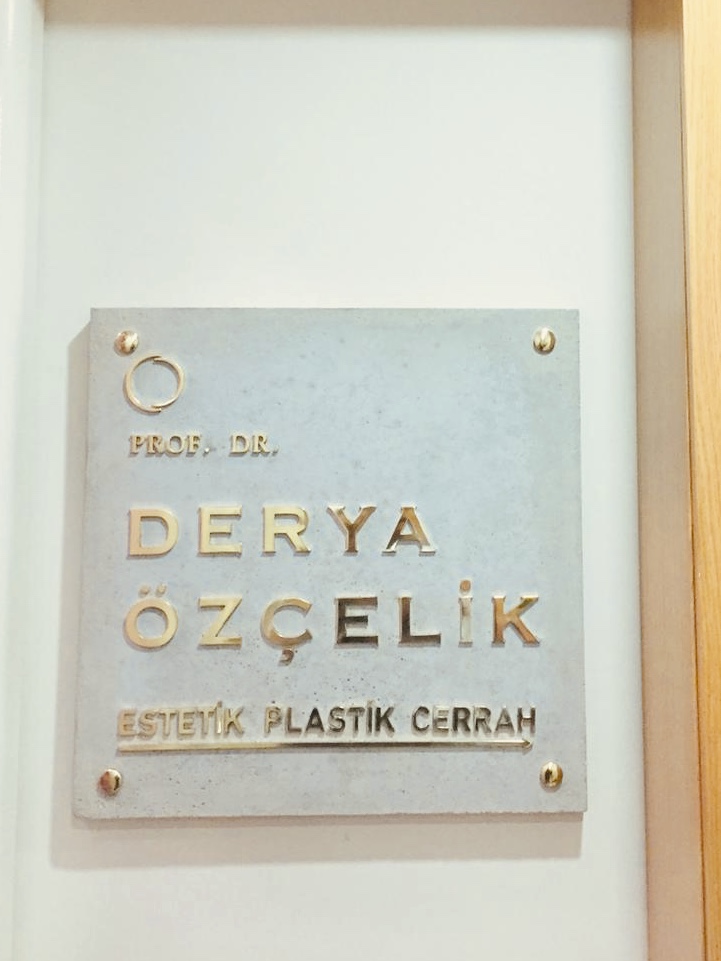 PROF. DR.
DERYA
ÖZÇELİK
ESTETİK PLASTİK CERRAH